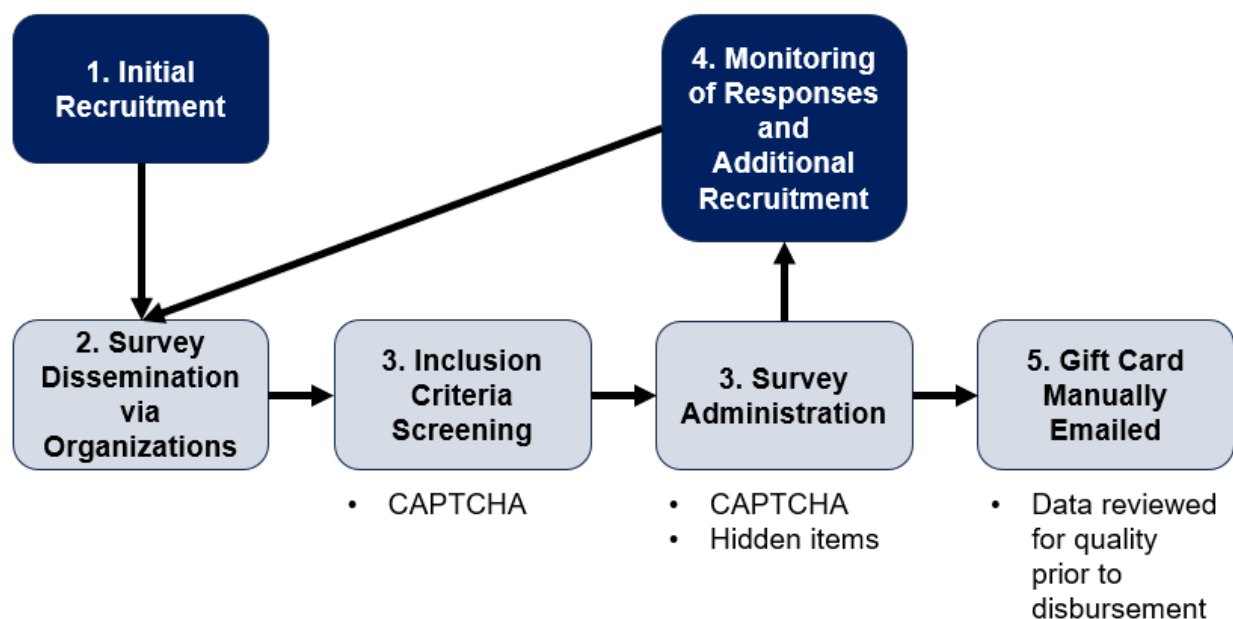 1. Initial
Recruitment
4. Monitoring
of Responses
and
Additional
Recruitment
2. Survey
Dissemination
via
Organizations
3. Inclusion
Criteria
Screening
3. Survey
Administration
5. Gift Card
Manually
Emailed
• CAPTCHA
• CAPTCHA
• Hidden items
• Data reviewed
for quality
prior to
disbursement